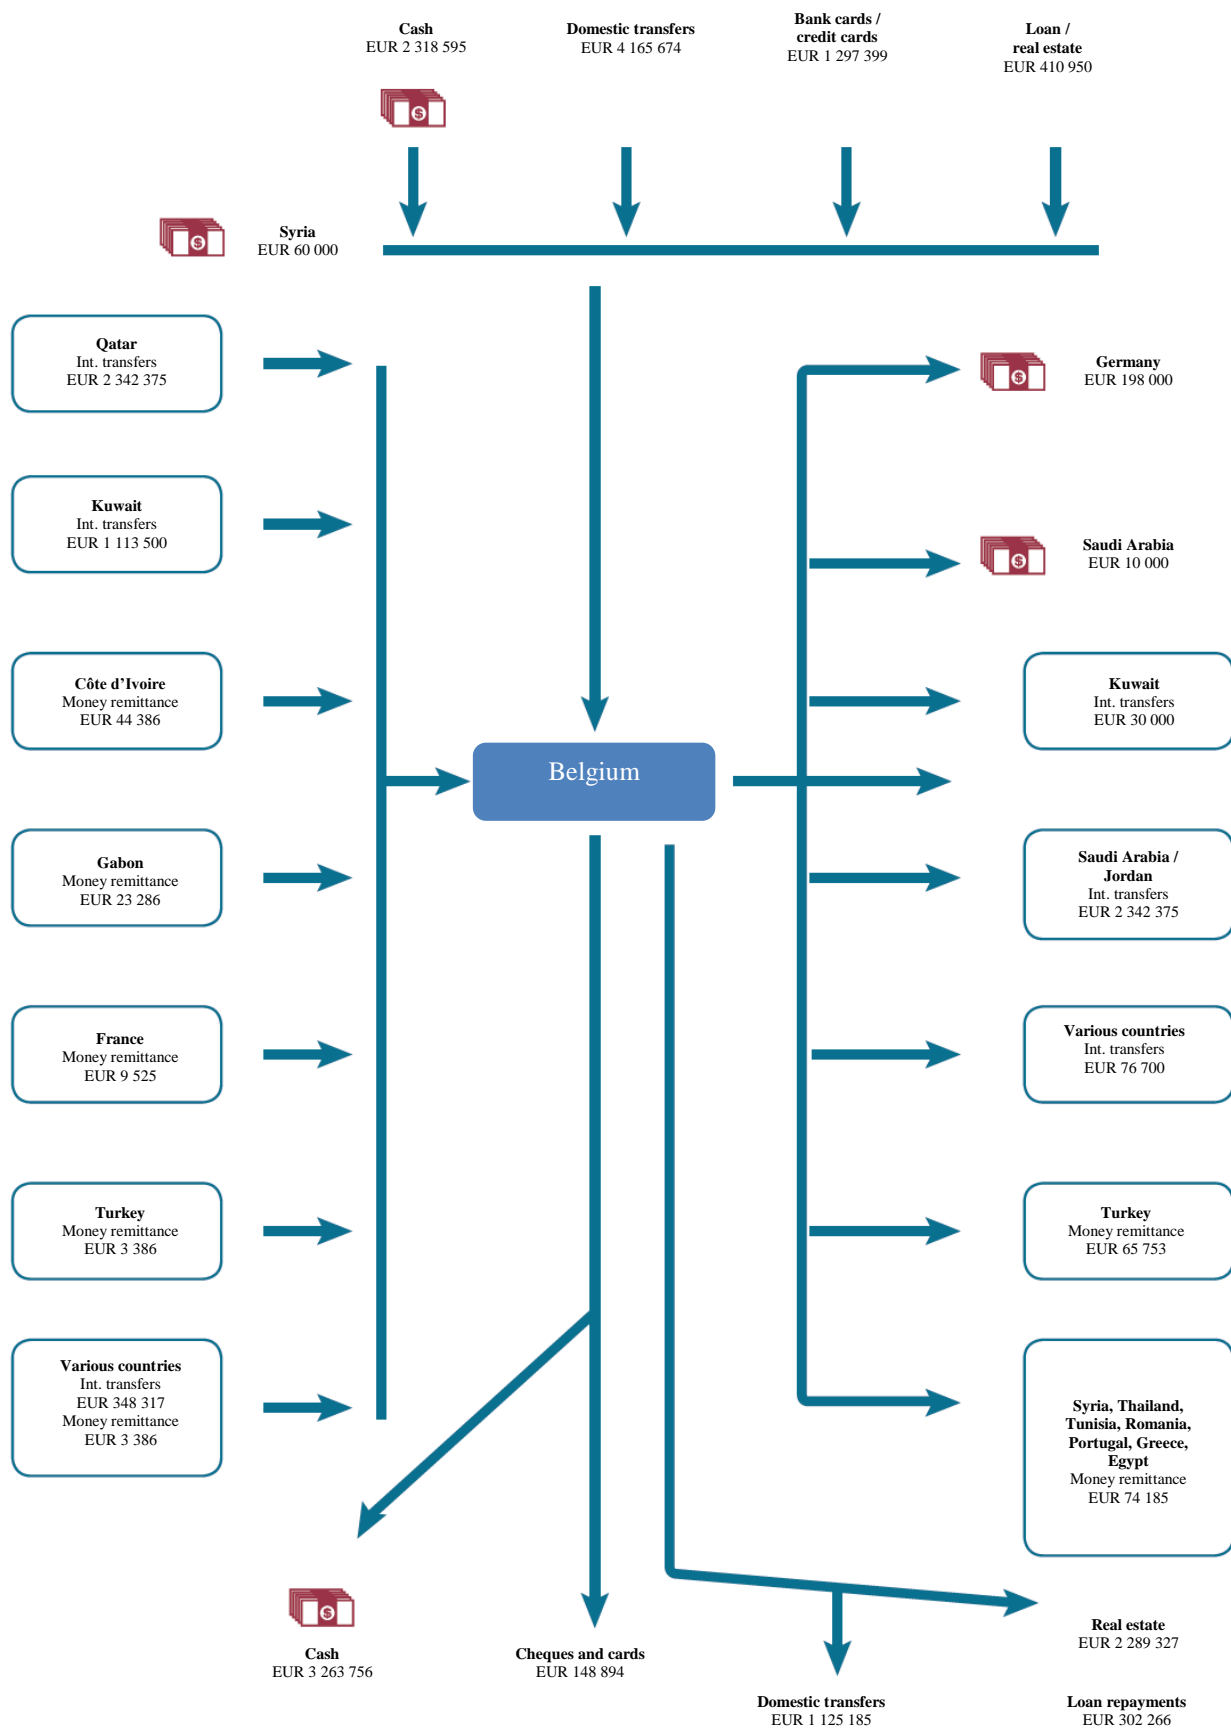 Cash
EUR 2 318 595
Domestic transfers
EUR 4 165 674
Bank cards /
credit cards
EUR 1 297 399
Loan /
real estate
EUR 410 950
Syria
EUR 60 000
Qatar
Int. transfers
EUR 2 342 375
Germany
EUR 198 000
Kuwait
Int. transfers
EUR 1 113 500
Saudi Arabia
EUR 10 000
Côte d’Ivoire
Money remittance
EUR 44 386
Kuwait
Int. transfers
EUR 30 000
Belgium
Gabon
Money remittance
EUR 23 286
Saudi Arabia /
Jordan
Int. transfers
EUR 2 342 375
France
Money remittance
EUR 9 525
Various countries
Int. transfers
EUR 76 700
Turkey
Money remittance
EUR 3 386
Turkey
Money remittance
EUR 65 753
Various countries
Int. transfers
EUR 348 317
Money remittance
EUR 3 386
Syria, Thailand,
Tunisia, Romania,
Portugal, Greece,
Egypt
Money remittance
EUR 74 185
Cash
EUR 3 263 756
Cheques and cards
EUR 148 894
Real estate
EUR 2 289 327
Domestic transfers
EUR 1 125 185
Loan repayments
EUR 302 266